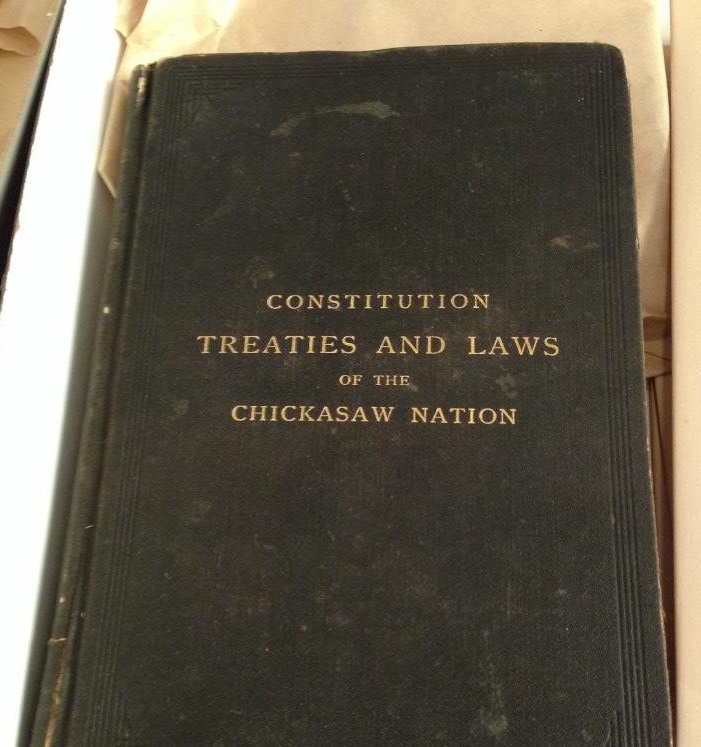 CONSTITUTION
TREATIES AND LAWS
OF THE
CHICKASAW NATION